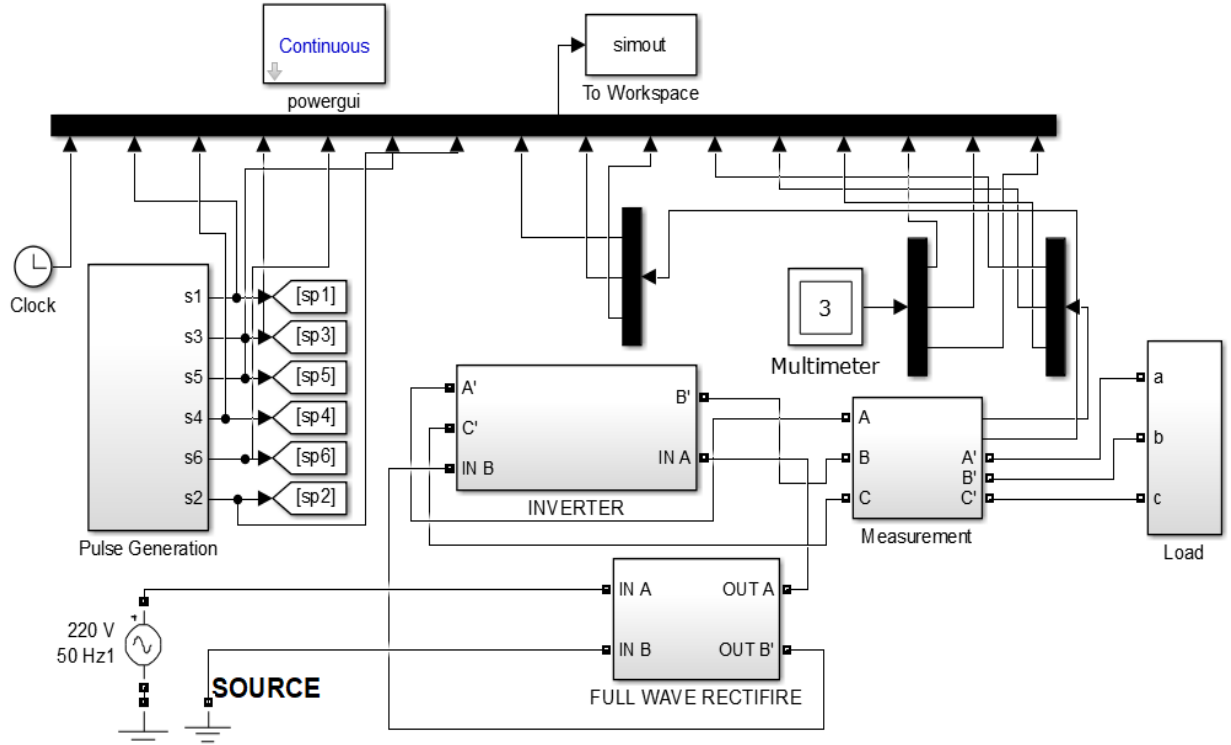 Continuous
powergui
simout
To Workspace
Clock
s1
s3
s5
s4
s6
s2
Pulse Generation
[sp1]
[sp3]
[sp5]
[sp4]
[sp6]
[sp2]
3
Multimeter
A'
C'
IN B
B'
IN A
INVERTER
A
B
C
A'
B'
C'
Measurement
a
b
c
Load
220 V
50 Hz1
+
SOURCE
IN A
IN B
OUT A
OUT B'
FULL WAVE RECTIFIRE